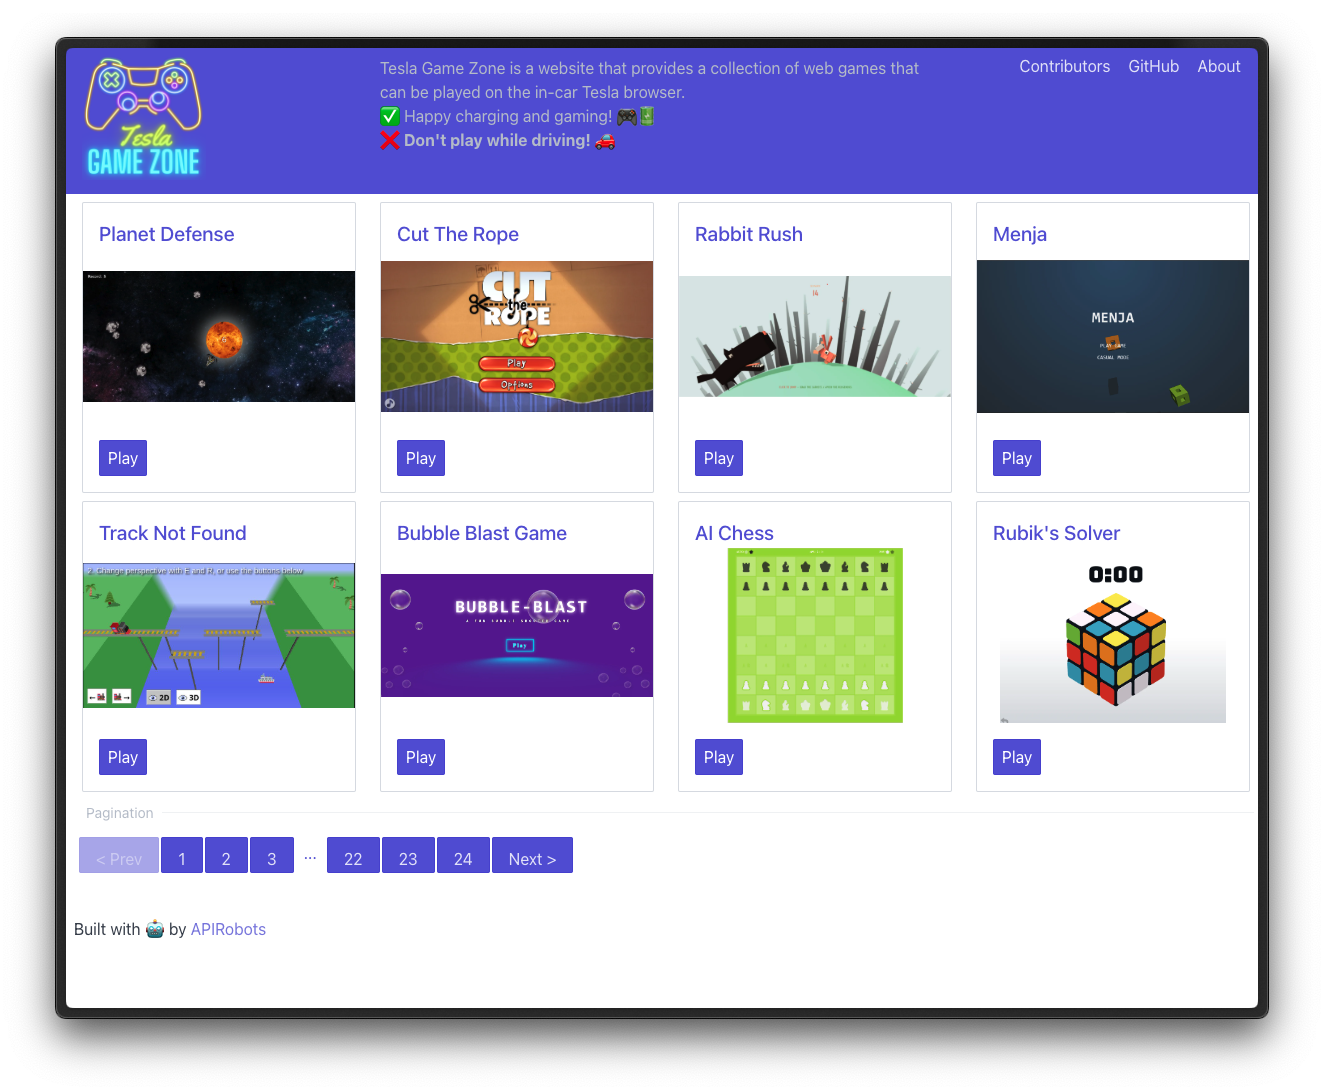 Tesla
GAME ZONE
Tesla Game Zone is a website that provides a collection of web games that
can be played on the in-car Tesla browser.
✅ Happy charging and gaming! 🎮🔋
❌ Don't play while driving! 🚗
Contributors GitHub About
Planet Defense
Play
Cut The Rope
CUT
the
ROPE
Play
Options
Play
Rabbit Rush
14
Play
Menja
MENJA
PLAY GAME
CASUAL MODE
Play
Track Not Found
2. Change perspective with E and R, or use the buttons below
2D
3D
Play
Bubble Blast Game
BUBBLE-BLAST
Play
Play
AI Chess
Play
Rubik's Solver
0:00
Play
Pagination
< Prev 1 2 3 ... 22 23 24 Next >
Built with 🤖 by APIRobots